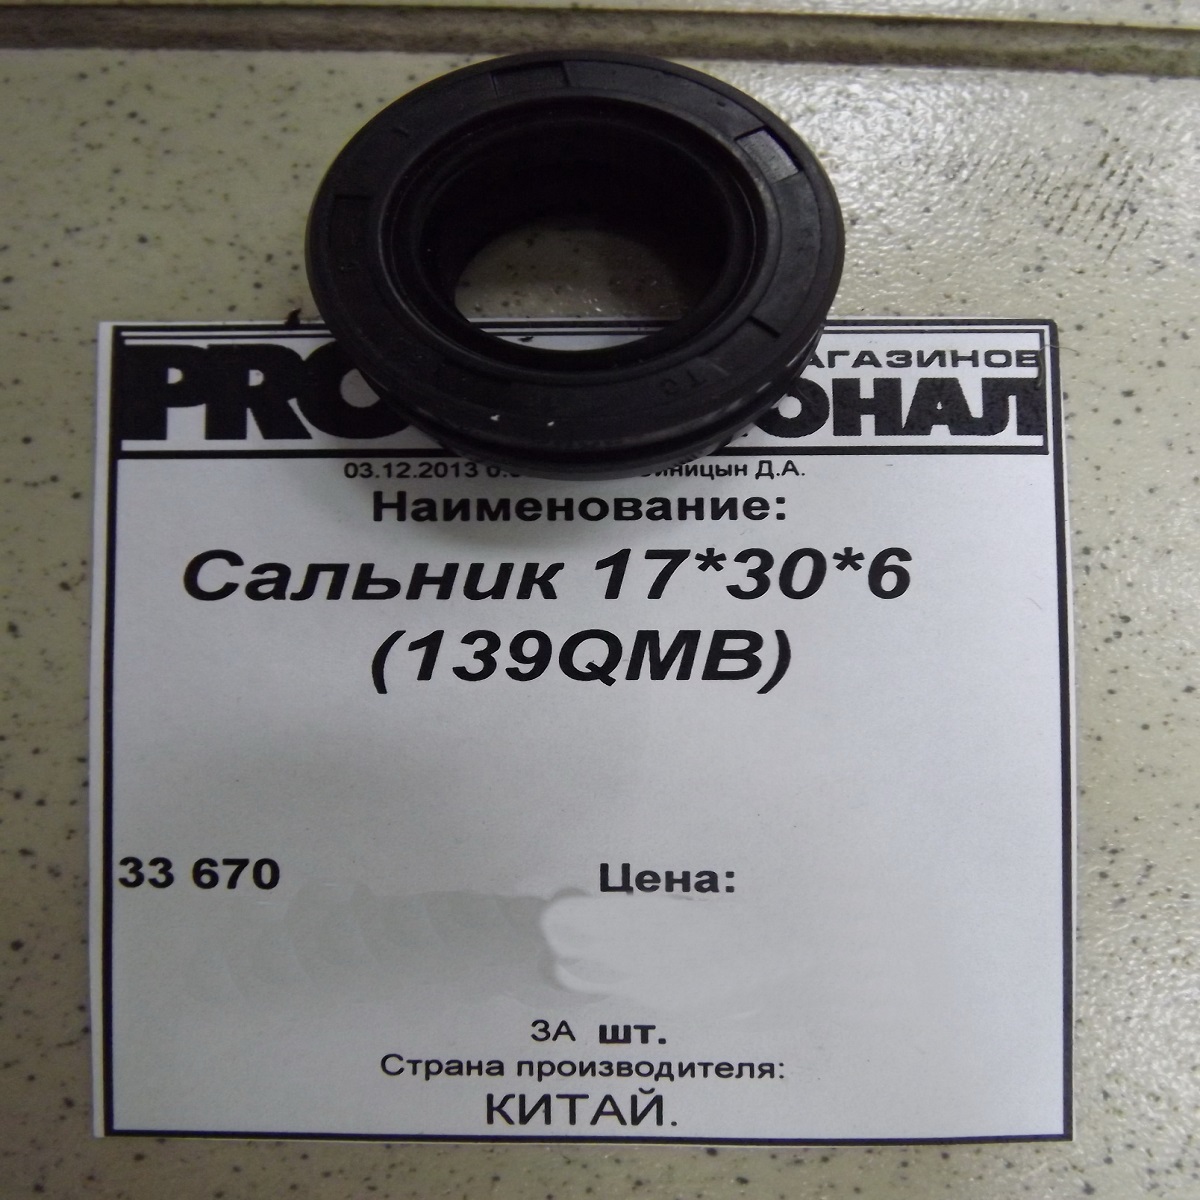 АГАЗИНОВ
PRO ОНАЛ
03.12.2013 Д.А.
Наименование:
Сальник 17*30*6
(139QMB)
33 670 Цена:
ЗА шт.
Страна производителя:
КИТАЙ.